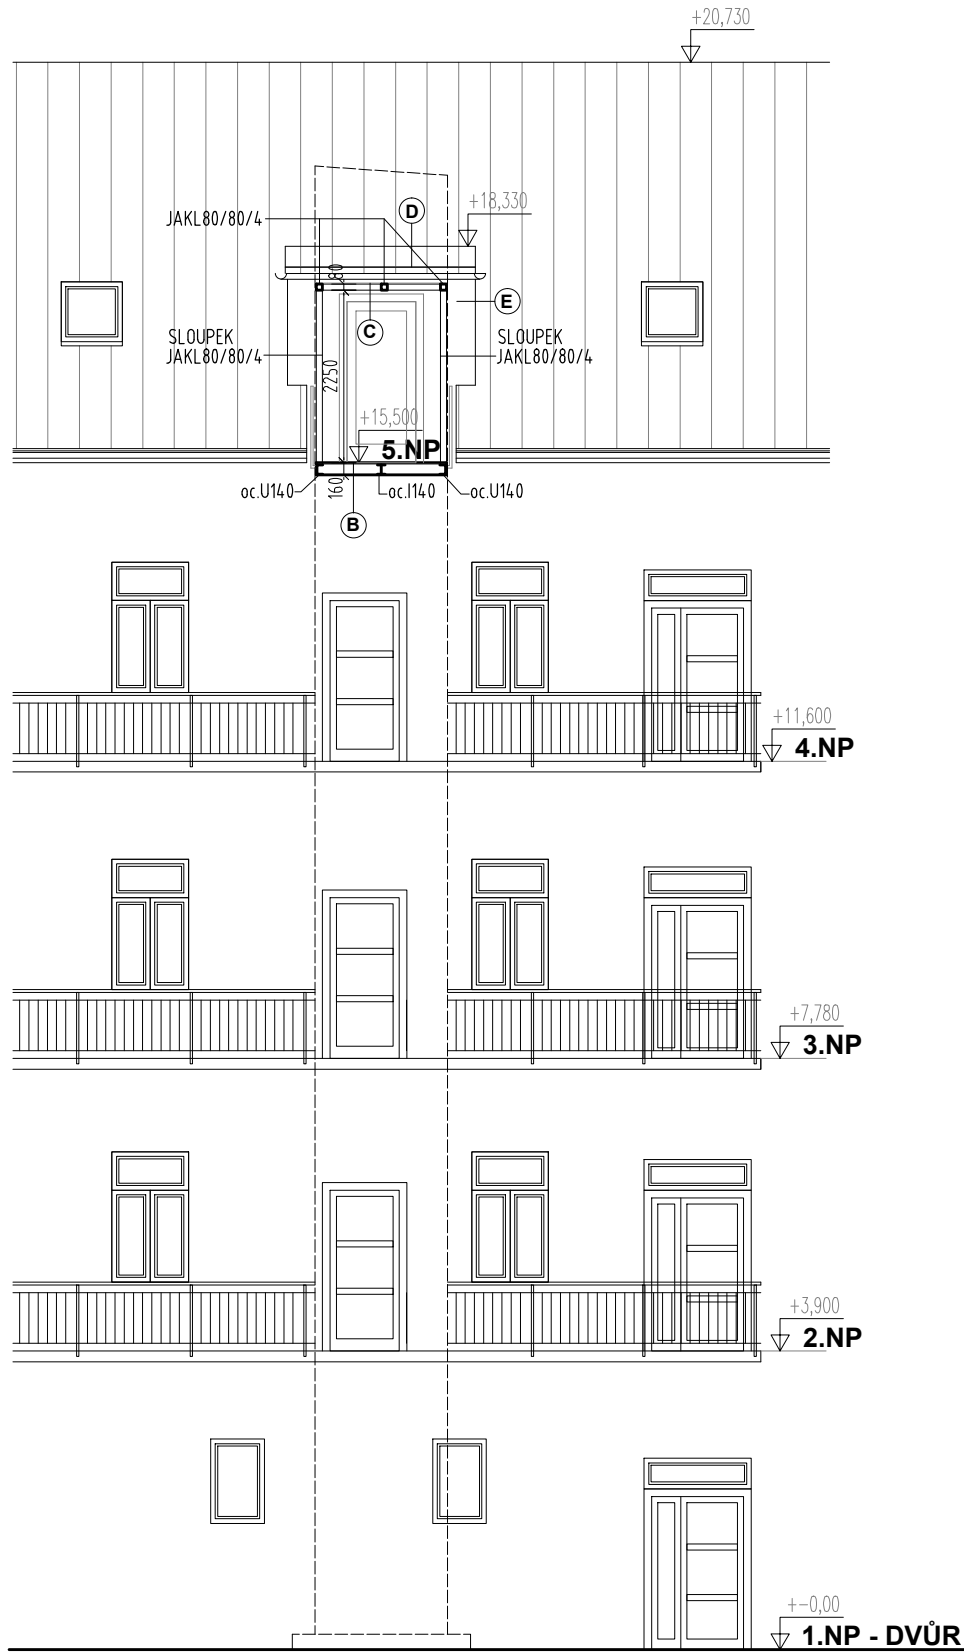 +20,730
+18,330
JAKL80/80/4
D
80
E
C
SLOUPEK
JAKL80/80/4
SLOUPEK
JAKL80/80/4
2250
+15,500
5.NP
oc.U140
160
oc.I140
oc.U140
B
+11,600
4.NP
+7,780
3.NP
+3,900
2.NP
+-0,00
1.NP - DVŮR